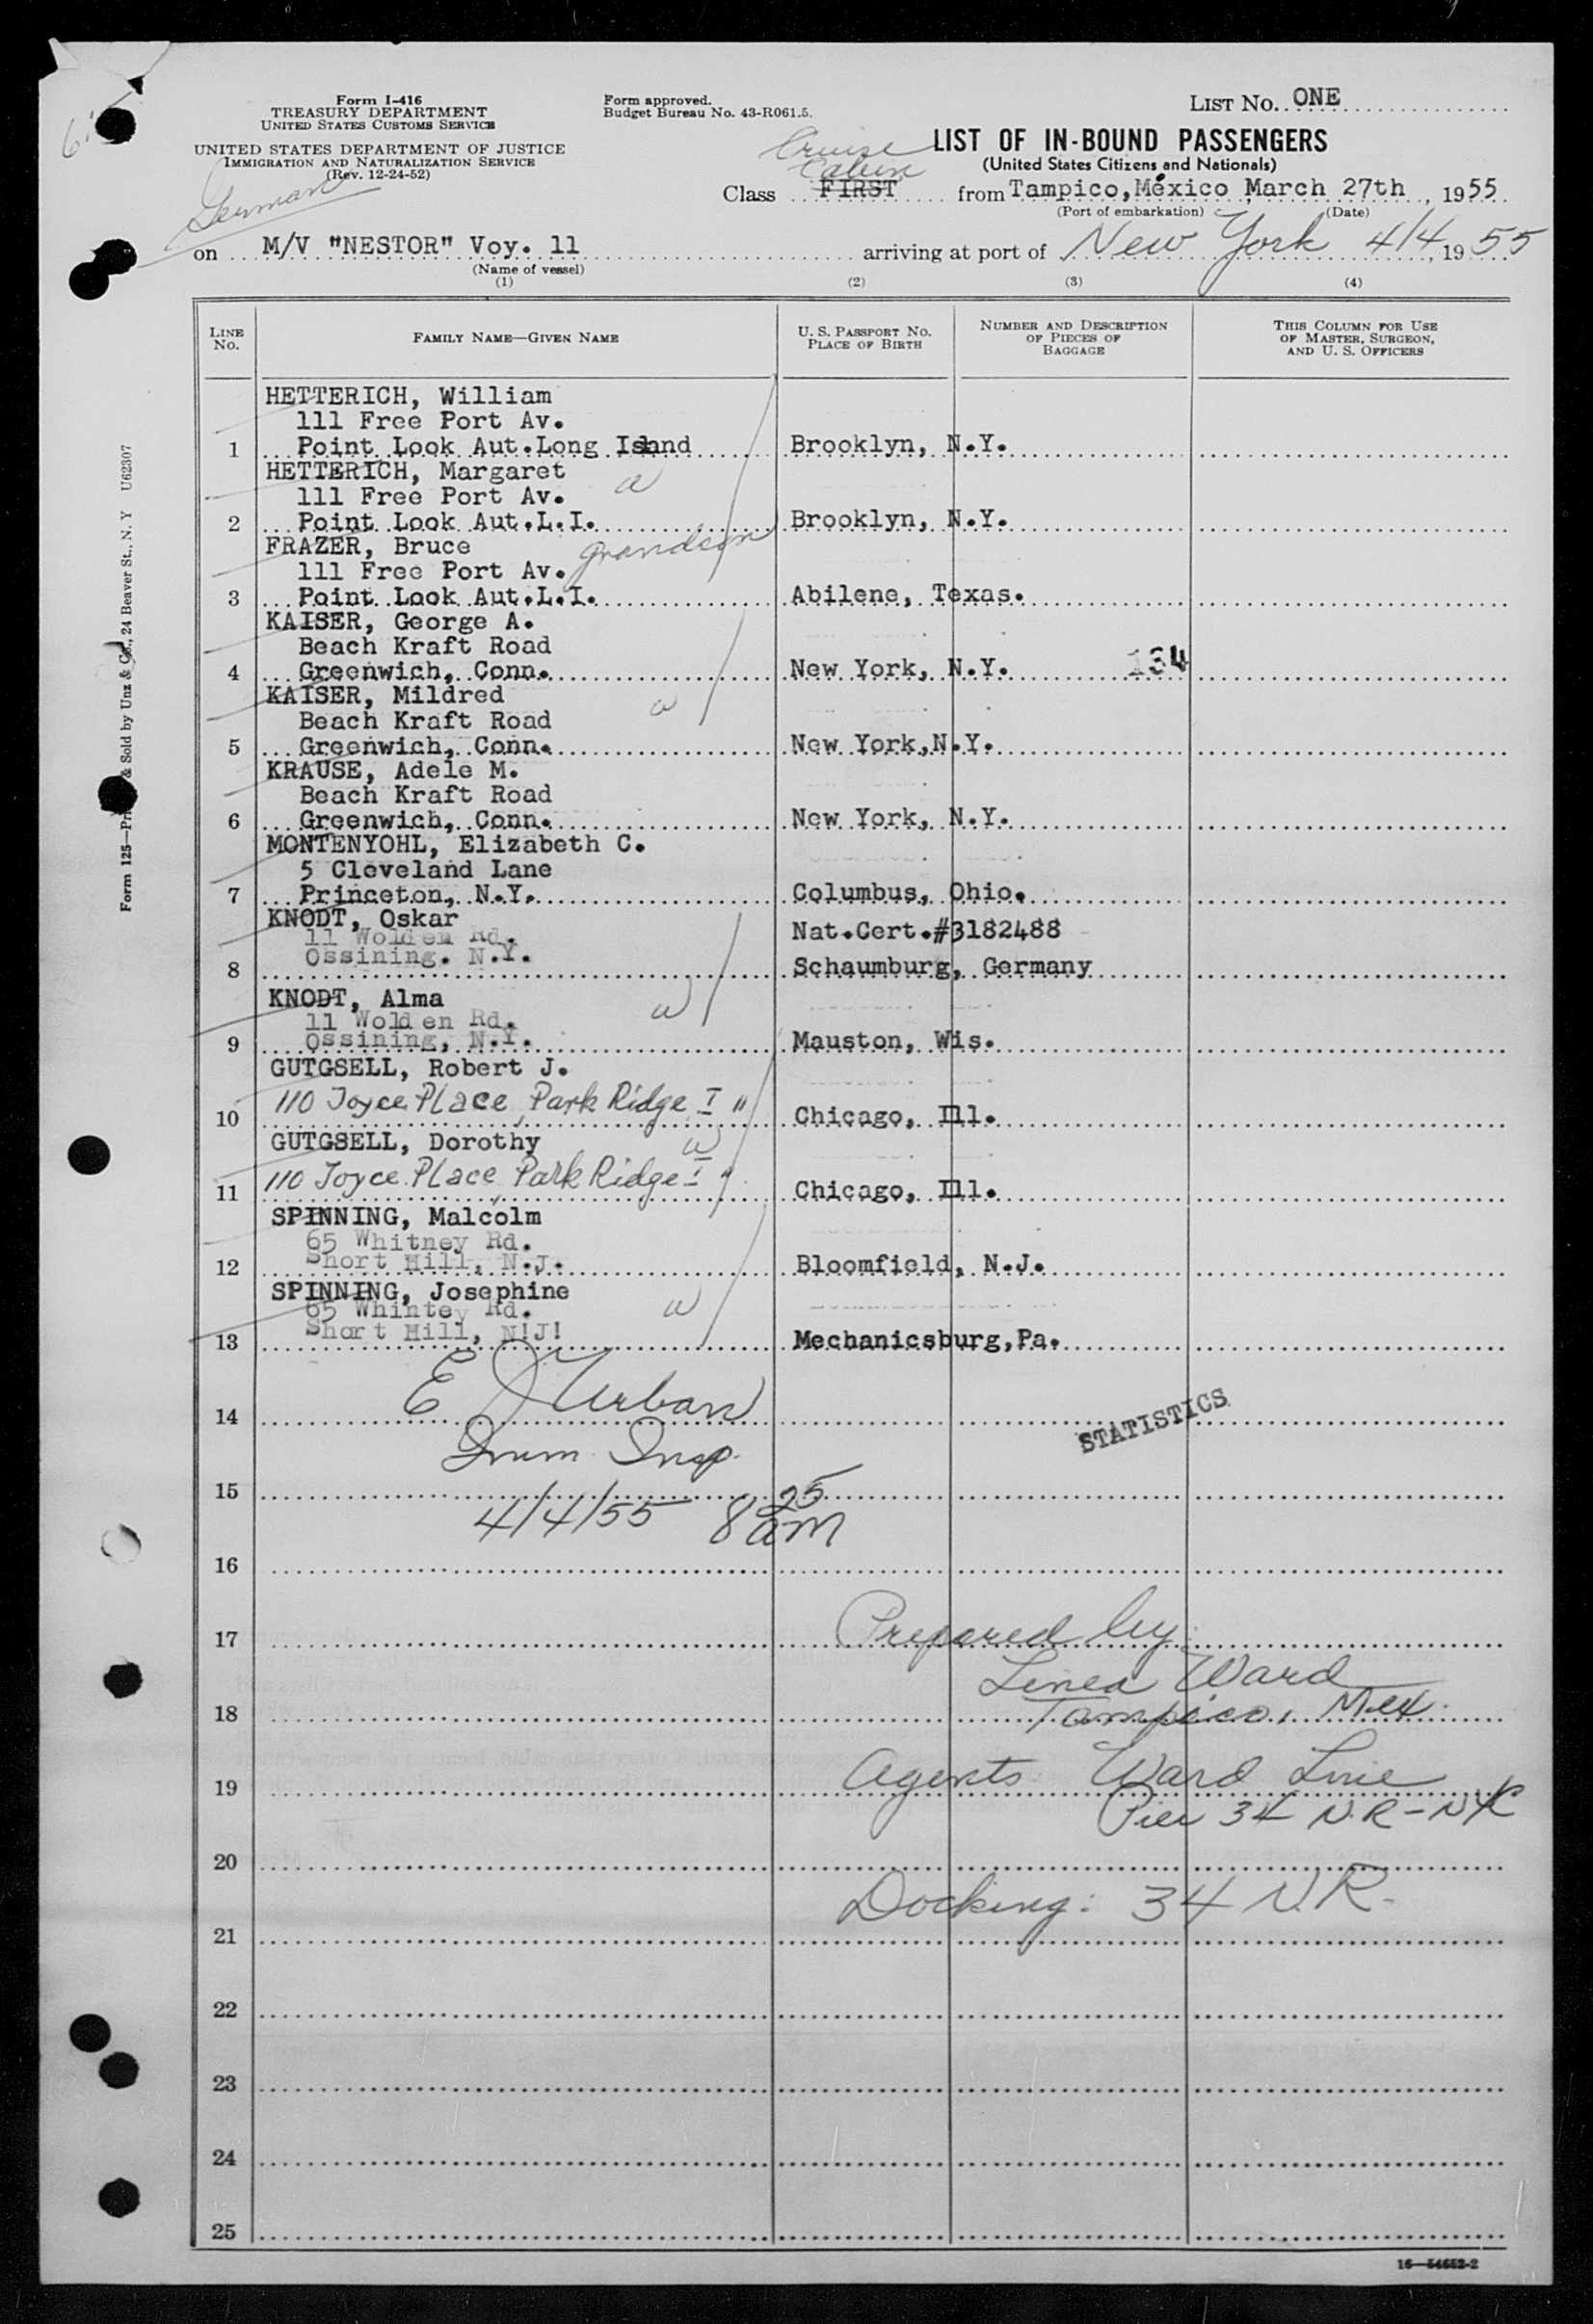 Form I-416
TREASURY DEPARTMENT
UNITED STATES CUSTOMS SERVICE
UNITED STATES DEPARTMENT OF JUSTICE
IMMIGRATION AND NATURALIZATION SERVICE
(Rev. 12-24-52)
German
Form approved.
Budget Bureau No. 43-R061.5.
LIST No. ONE
LIST OF IN-BOUND PASSENGERS
(United States Citizens and Nationals)
Cruise
Cabin
Class FIRST from Tampico, México March 27th, 1955
(Port of embarkation) (Date)
on M/V "NESTOR" Voy. 11 arriving at port of New York 4/4 1955
(Name of vessel)
(1) (2) (3) (4)
LINE No.
FAMILY NAME—GIVEN NAME
U. S. PASSPORT NO.
PLACE OF BIRTH
NUMBER AND DESCRIPTION
OF PIECES OF
BAGGAGE
THIS COLUMN FOR USE
OF MASTER, SURGEON,
AND U. S. OFFICERS
HETTERICH, William
111 Free Port Av.
1 Point Look Aut.Long Island Brooklyn, N.Y.
HETTERICH, Margaret
111 Free Port Av. w
2 Point Look Aut.L.I. Brooklyn, N.Y.
FRAZER, Bruce grandson
111 Free Port Av.
3 Point Look Aut.L.I. Abilene, Texas.
KAISER, George A.
Beach Kraft Road
4 Greenwich, Conn. New York, N.Y. 134
KAISER, Mildred w
Beach Kraft Road
5 Greenwich, Conn. New York,N.Y.
KRAUSE, Adele M.
Beach Kraft Road
6 Greenwich, Conn. New York, N.Y.
MONTENYOHL, Elizabeth C.
5 Cleveland Lane
7 Princeton, N.Y. Columbus, Ohio.
KNODT, Oskar Nat.Cert.#3182488
11 Wolden Rd.
Ossining. N.Y.
8 Schaumburg, Germany
KNODT, Alma w
11 Wolden Rd.
9 Ossining, N.Y. Mauston, Wis.
GUTGSELL, Robert J.
10 110 Joyce Place, Park Ridge I " Chicago, Ill.
GUTGSELL, Dorothy w
11 110 Joyce Place, Park Ridge I " Chicago, Ill.
SPINNING, Malcolm
65 Whitney Rd.
12 Short Hill, N.J. Bloomfield, N.J.
SPINNING, Josephine
65 Whintey Rd. w
13 Short Hill, N!J! Mechanicsburg,Pa.
E J Urban
14 STATISTICS
Imm Insp.
15
4/4/55 8 25 am
16
17 Prepared by:
Linea Ward
18 Tampico, Mex.
19 Agents Ward Line
Pier 34 N.R-NYC
20
Docking: 34 N.R.
21
22
23
24
25
Form 125—Pr & Sold by Unz & Co., 24 Beaver St., N. Y U62307
16—54652-2